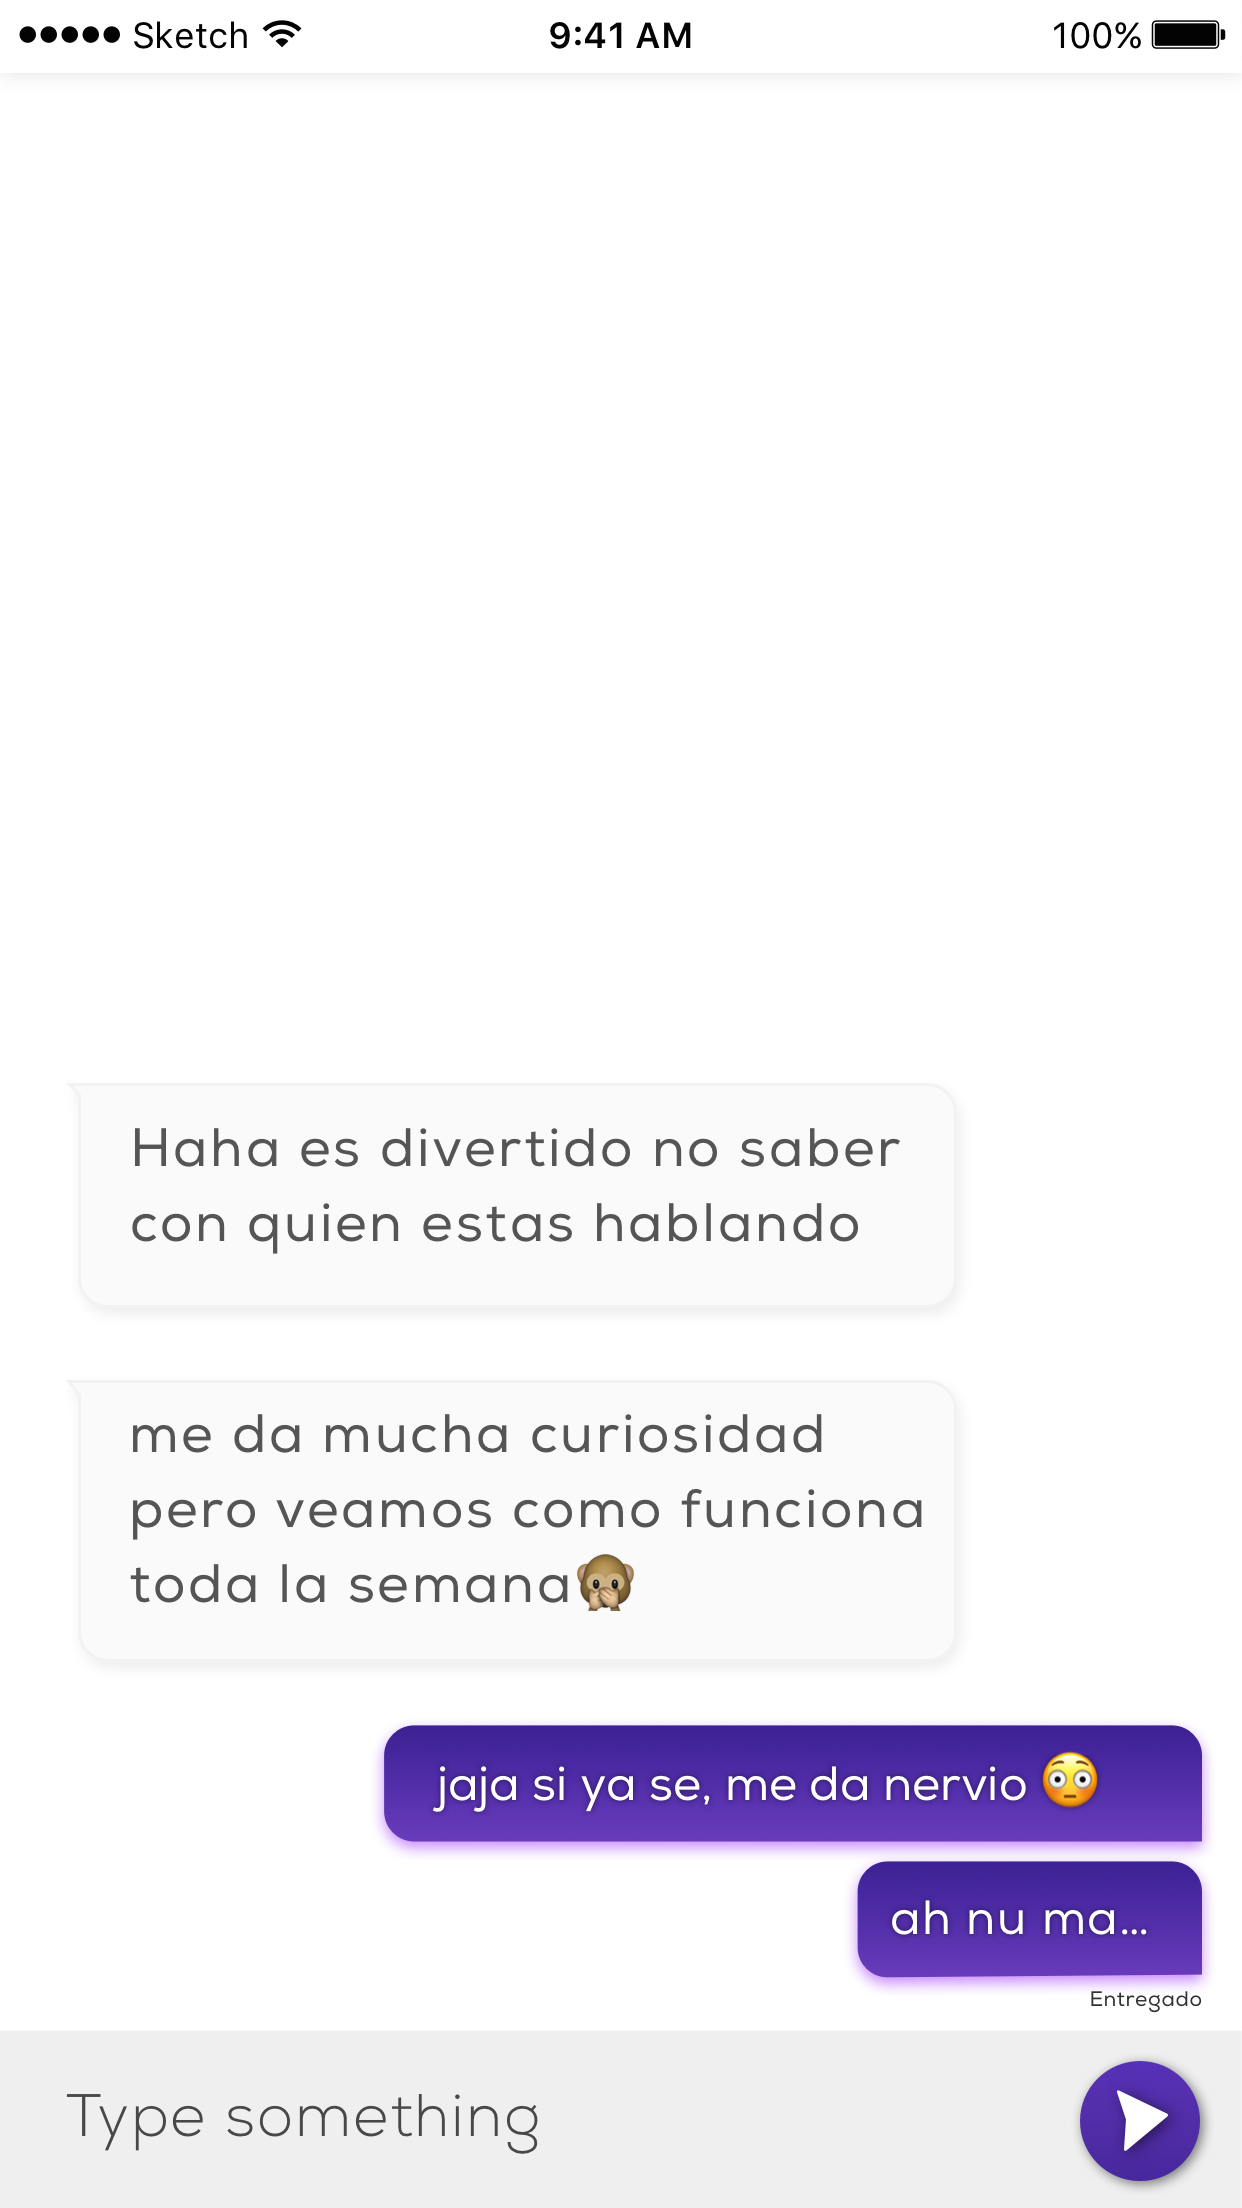 Sketch 9:41 AM 100%
Haha es divertido no saber
con quien estas hablando
me da mucha curiosidad
pero veamos como funciona
toda la semana🙊
jaja si ya se, me da nervio 😳
ah nu ma...
Entregado
Type something